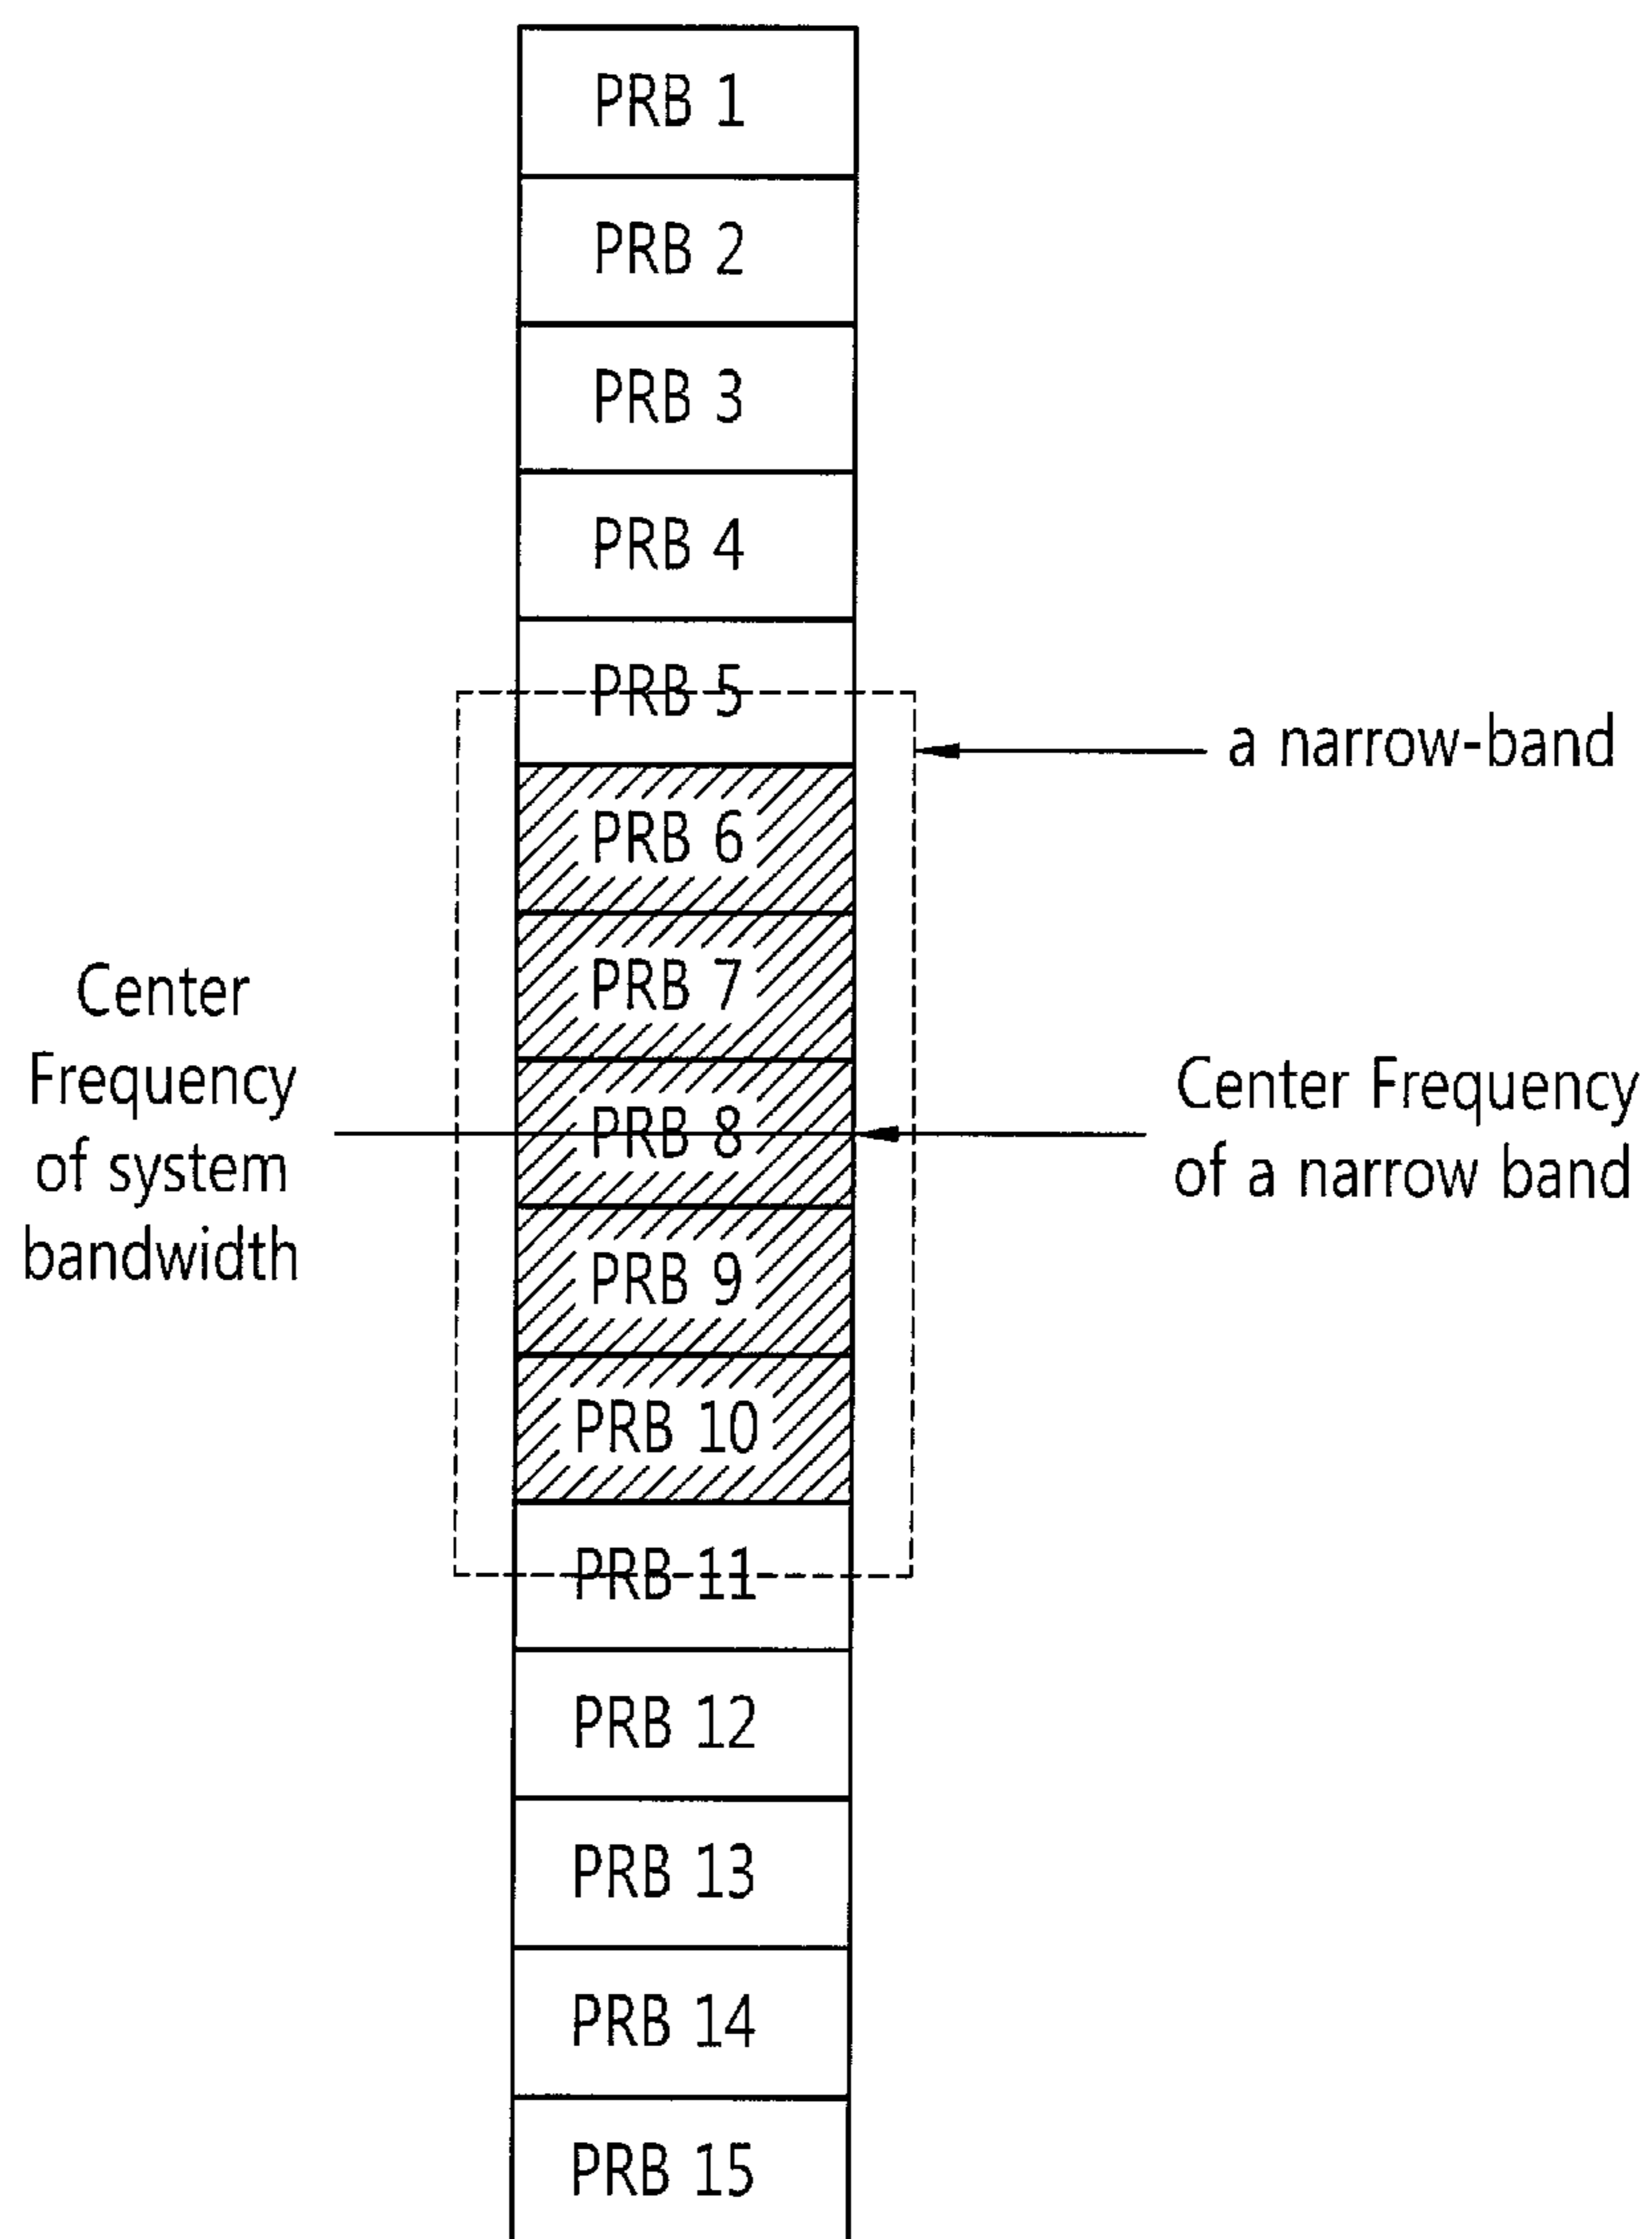 PRB 1
PRB 2
PRB 3
PRB 4
PRB 5
a narrow-band
PRB 6
PRB 7
Center
Frequency
of system
bandwidth
PRB 8
Center Frequency
of a narrow band
PRB 9
PRB 10
PRB 11
PRB 12
PRB 13
PRB 14
PRB 15